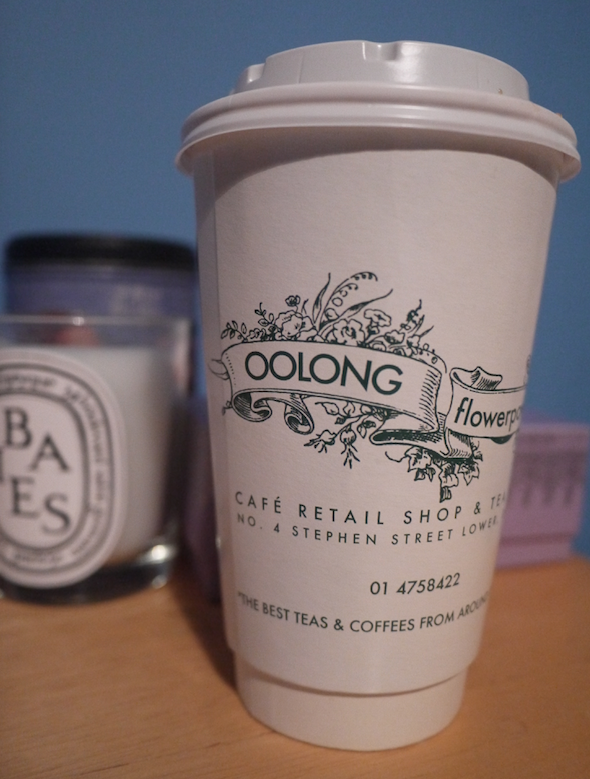 OOLONG
flowerpo
CAFÉ RETAIL SHOP & TEA
NO. 4 STEPHEN STREET LOWER,
01 4758422
"THE BEST TEAS & COFFEES FROM AROUN
BA
IES